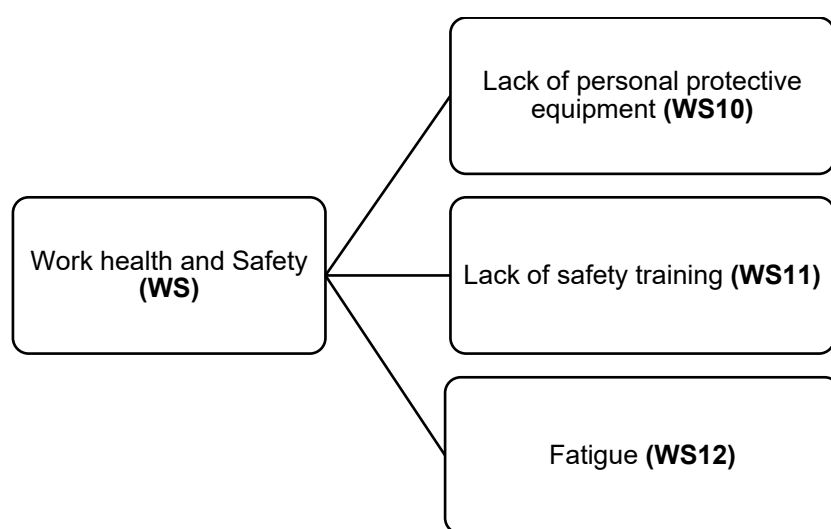 Lack of personal protective
equipment (WS10)
Work health and Safety
(WS)
Lack of safety training (WS11)
Fatigue (WS12)